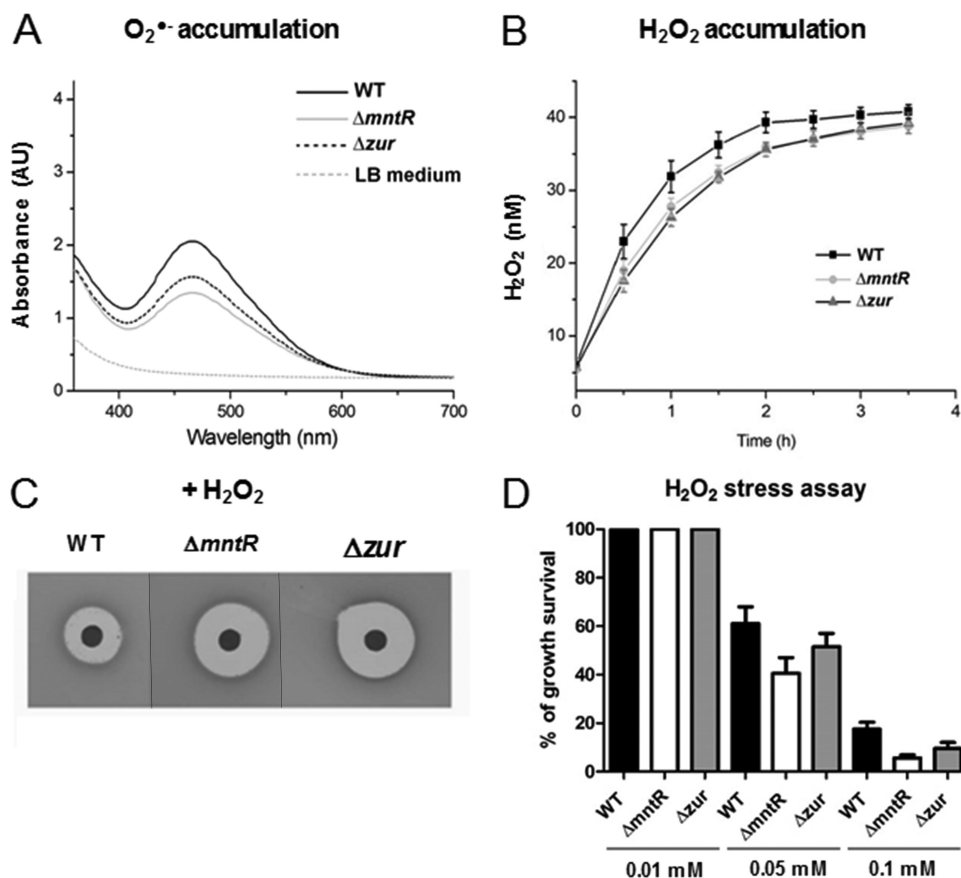 A
O₂•- accumulation
WT
ΔmntR
Δzur
LB medium
Absorbance (AU)
4
3
2
1
0
400
500
600
700
Wavelength (nm)
B
H₂O₂ accumulation
H₂O₂ (nM)
40
30
20
10
WT
ΔmntR
Δzur
0
1
2
3
4
Time (h)
C
+ H₂O₂
WT
ΔmntR
Δzur
D
H₂O₂ stress assay
% of growth survival
100
80
60
40
20
0
WT
ΔmntR
Δzur
WT
ΔmntR
Δzur
WT
ΔmntR
Δzur
0.01 mM
0.05 mM
0.1 mM